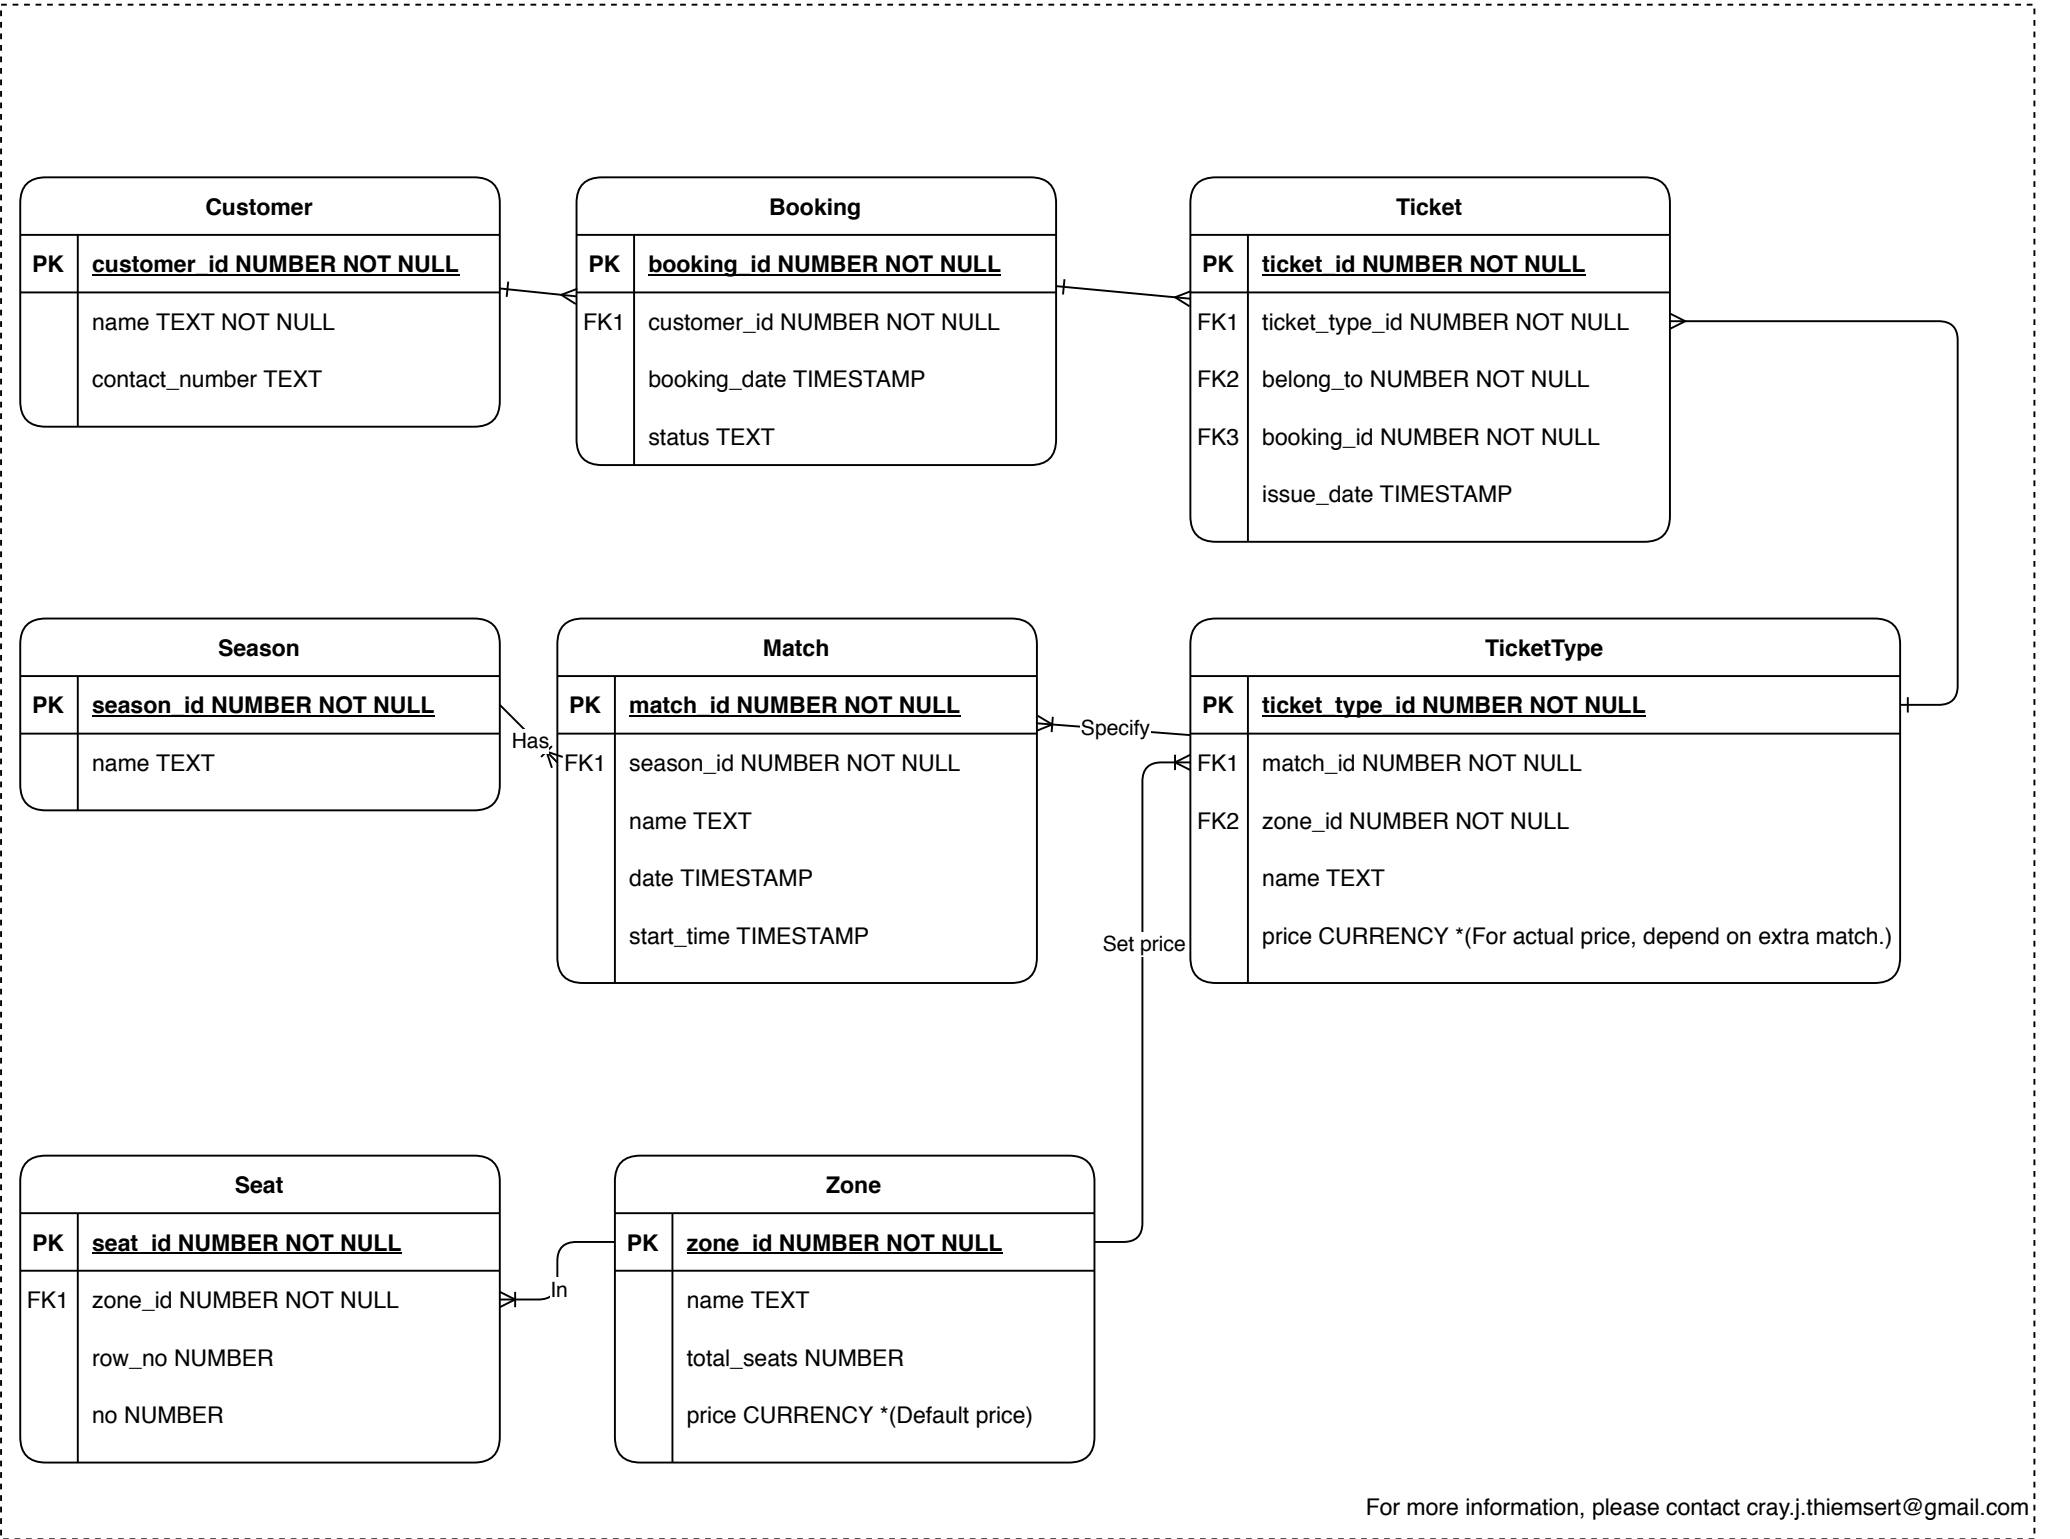 Customer
PK customer_id NUMBER NOT NULL
name TEXT NOT NULL
contact_number TEXT
Booking
PK booking_id NUMBER NOT NULL
FK1 customer_id NUMBER NOT NULL
booking_date TIMESTAMP
status TEXT
Ticket
PK ticket_id NUMBER NOT NULL
FK1 ticket_type_id NUMBER NOT NULL
FK2 belong_to NUMBER NOT NULL
FK3 booking_id NUMBER NOT NULL
issue_date TIMESTAMP
Season
PK season_id NUMBER NOT NULL
name TEXT
Has
Match
PK match_id NUMBER NOT NULL
FK1 season_id NUMBER NOT NULL
name TEXT
date TIMESTAMP
start_time TIMESTAMP
Specify
TicketType
PK ticket_type_id NUMBER NOT NULL
FK1 match_id NUMBER NOT NULL
FK2 zone_id NUMBER NOT NULL
name TEXT
price CURRENCY *(For actual price, depend on extra match.)
Set price
Seat
PK seat_id NUMBER NOT NULL
FK1 zone_id NUMBER NOT NULL
row_no NUMBER
no NUMBER
In
Zone
PK zone_id NUMBER NOT NULL
name TEXT
total_seats NUMBER
price CURRENCY *(Default price)
For more information, please contact cray.j.thiemsert@gmail.com